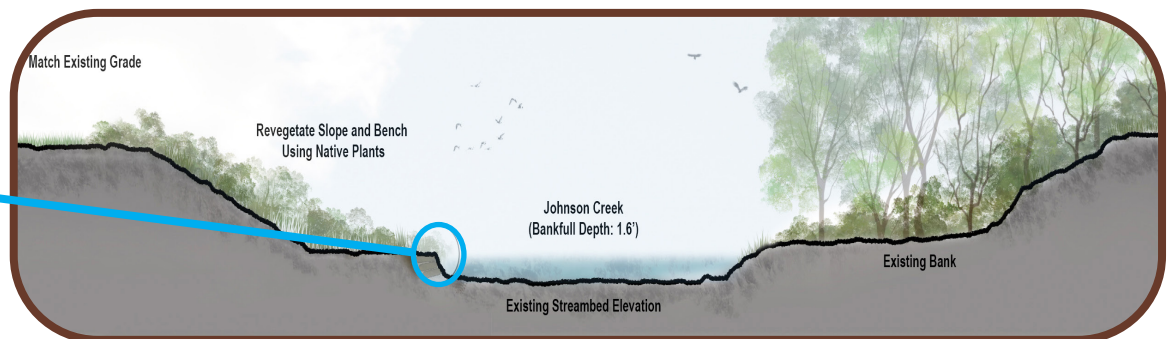 Match Existing Grade
Revegetate Slope and Bench
Using Native Plants
Johnson Creek
(Bankfull Depth: 1.6')
Existing Bank
Existing Streambed Elevation